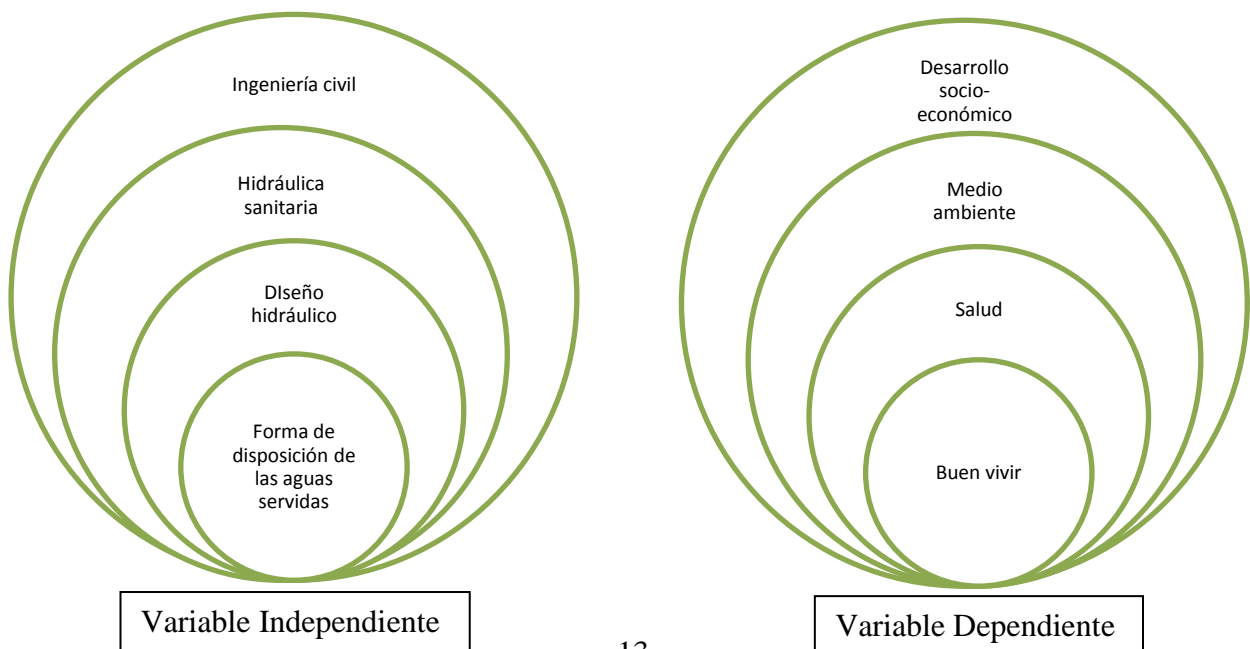 Ingeniería civil
Hidráulica
sanitaria
DIseño
hidráulico
Forma de
disposición de
las aguas
servidas
Variable Independiente
Desarrollo
socio-
económico
Medio
ambiente
Salud
Buen vivir
Variable Dependiente
13